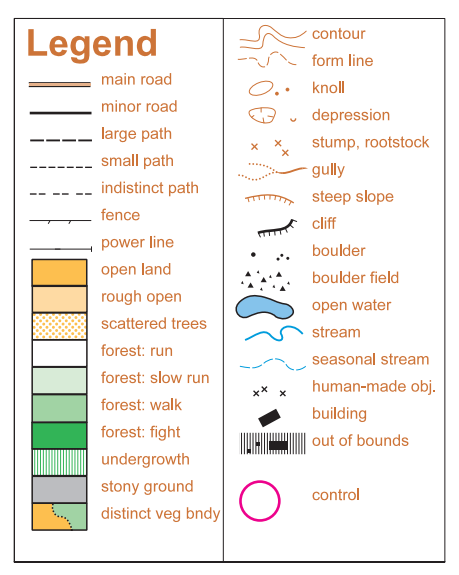 Legend
main road
minor road
large path
small path
indistinct path
fence
power line
open land
rough open
scattered trees
forest: run
forest: slow run
forest: walk
forest: fight
undergrowth
stony ground
distinct veg bndy
contour
form line
knoll
depression
stump, rootstock
gully
steep slope
cliff
boulder
boulder field
open water
stream
seasonal stream
human-made obj.
building
out of bounds
control